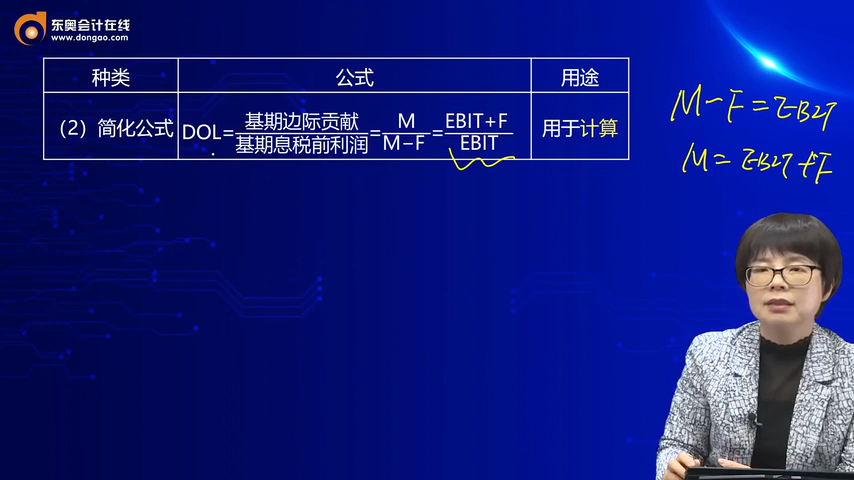 东奥会计在线
www.dongao.com
种类 公式 用途
(2)简化公式 DOL=基期边际贡献/基期息税前利润=M/M-F=EBIT+F/EBIT 用于计算
M-F=EBIT
M=EBIT+F